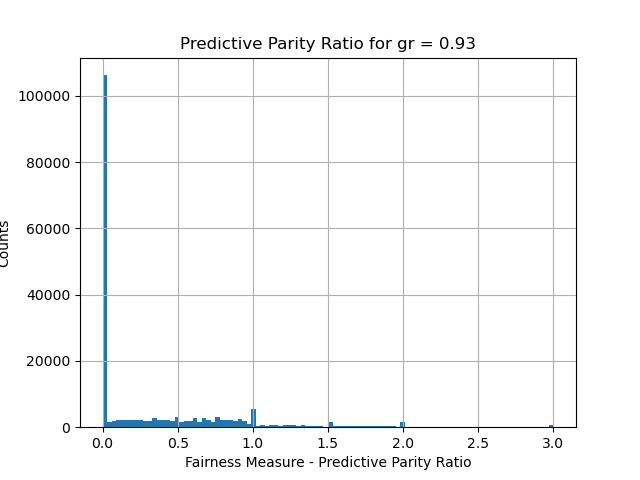 Predictive Parity Ratio for gr = 0.93
100000
80000
60000
40000
20000
0
Counts
0.0 0.5 1.0 1.5 2.0 2.5 3.0
Fairness Measure - Predictive Parity Ratio